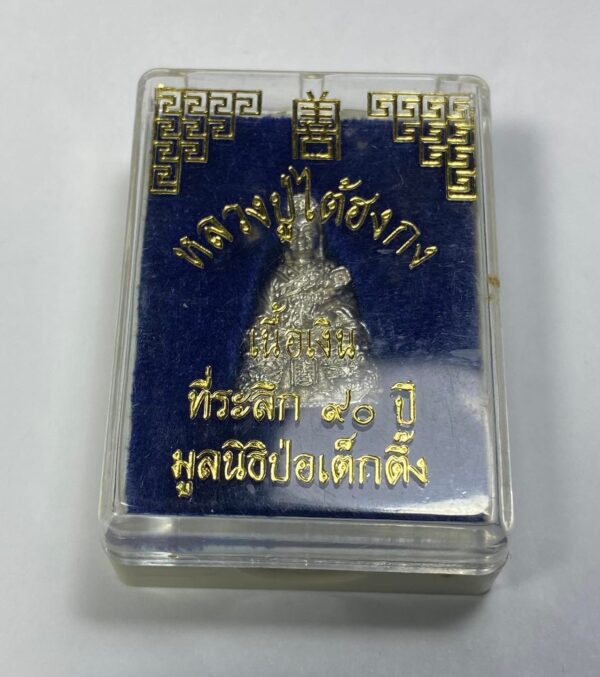 善
หลวงปู่ไต้ฮงกง
เนื้อเงิน
ที่ระลึก ๙๐ ปี
มูลนิธิป่อเต็กตึ๊ง